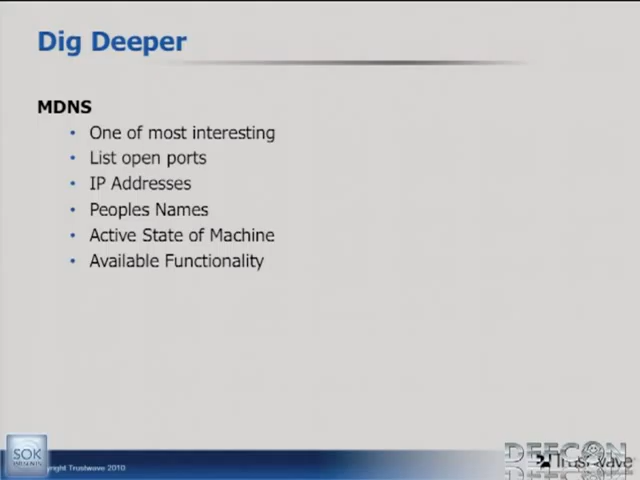 Dig Deeper
MDNS
• One of most interesting
• List open ports
• IP Addresses
• Peoples Names
• Active State of Machine
• Available Functionality
SOK
pyright Trustwave 2010
DEFCON
Trustwave